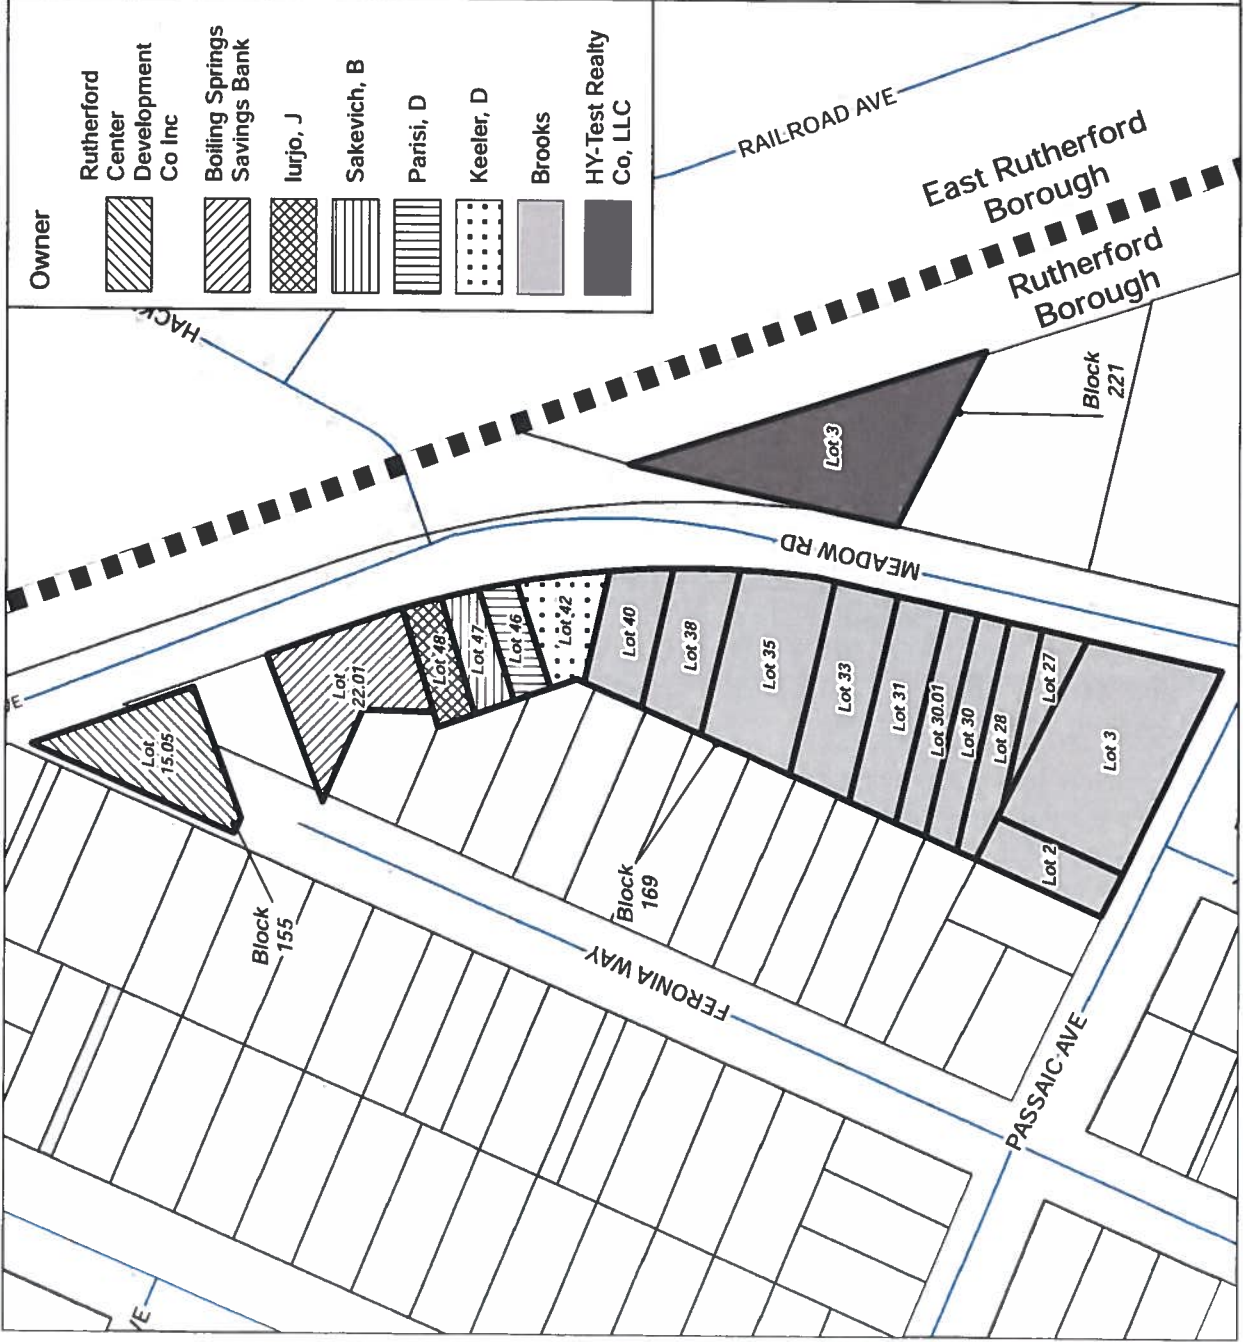 Owner
Rutherford
Center
Development
Co Inc
Boiling Springs
Savings Bank
Iurjo, J
Sakevich, B
Parisi, D
Keeler, D
Brooks
HY-Test Realty
Co, LLC
HACK
RAILROAD AVE
East Rutherford
Borough
Rutherford
Borough
Block
221
Lot 3
MEADOW RD
VE
Lot
15.05
Lot
22.01
Lot 48
Lot 47
Lot 46
Lot 42
Lot 40
Lot 38
Lot 35
Lot 33
Lot 31
Lot 30.01
Lot 30
Lot 28
Lot 27
Lot 3
Lot 2
Block
155
Block
169
FERONIA WAY
PASSAIC AVE
VE